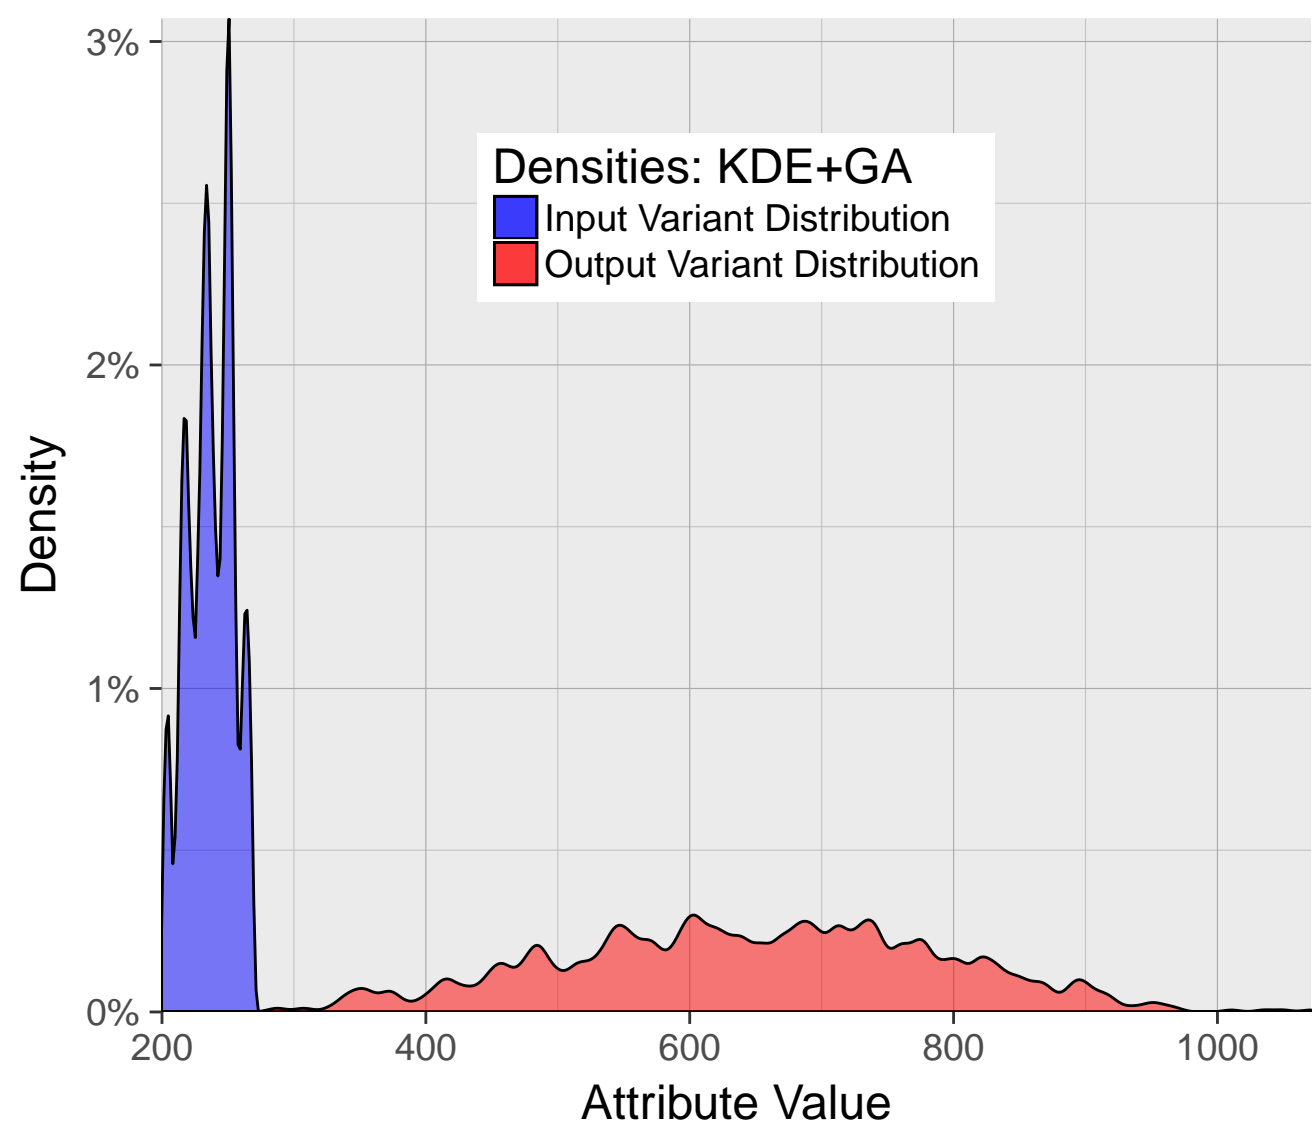 3%
2%
1%
0%
Density
Densities: KDE+GA
Input Variant Distribution
Output Variant Distribution
200 400 600 800 1000
Attribute Value